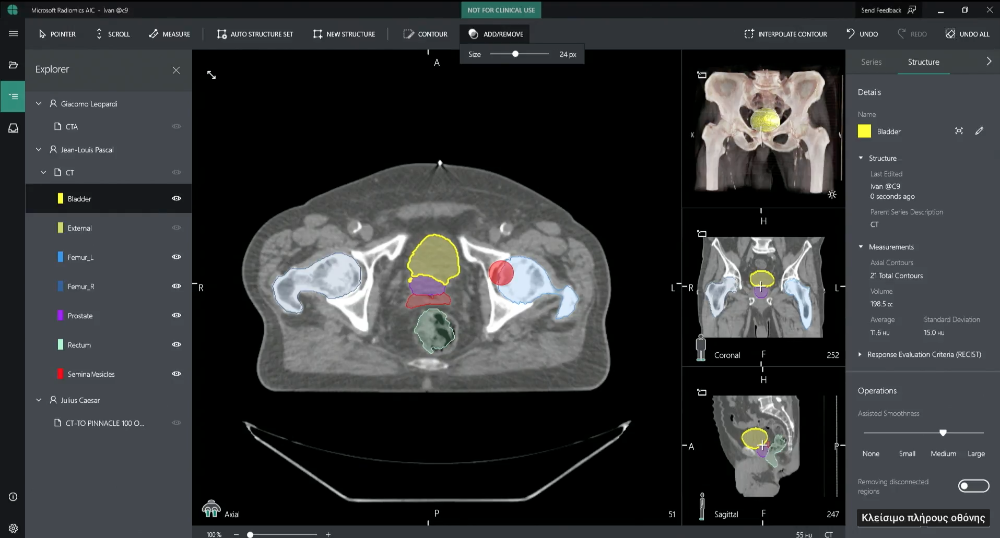 Microsoft Radiomics AIC - Ivan @c9
NOT FOR CLINICAL USE
Send Feedback
POINTER
SCROLL
MEASURE
AUTO STRUCTURE SET
NEW STRUCTURE
CONTOUR
ADD/REMOVE
INTERPOLATE CONTOUR
UNDO
REDO
UNDO ALL
Size
24 px
Explorer
Giacomo Leopardi
CTA
Jean-Louis Pascal
CT
Bladder
External
Femur_L
Femur_R
Prostate
Rectum
SeminalVesicles
Julius Caesar
CT-TO PINNACLE 100 O...
A
R
L
P
Axial
51
100 %
55 HU
CT
H
R
L
Coronal
F
252
H
A
P
Sagittal
F
247
Series
Structure
Details
Name
Bladder
Structure
Last Edited
Ivan @C9
0 seconds ago
Parent Series Description
CT
Measurements
Axial Contours
21 Total Contours
Volume
198.5 cc
Average
Standard Deviation
11.6 HU
15.0 HU
Response Evaluation Criteria (RECIST)
Operations
Assisted Smoothness
None
Small
Medium
Large
Removing disconnected
regions
Κλείσιμο πλήρους οθόνης